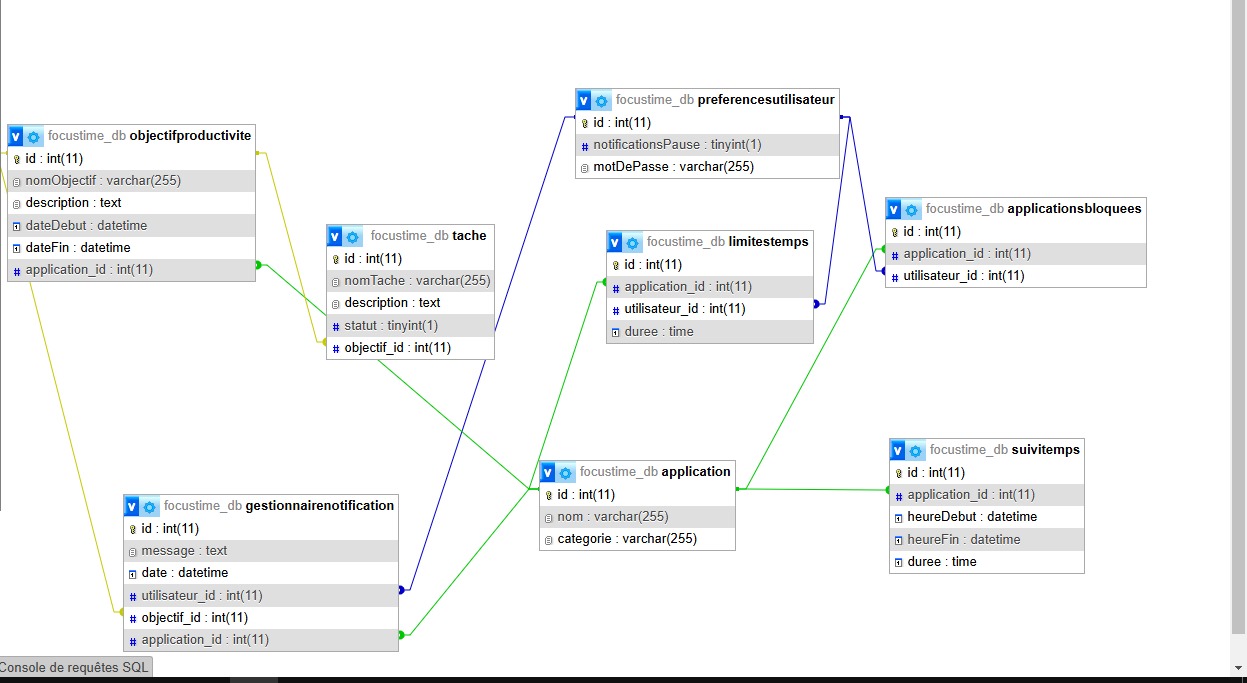 focustime_db objectifproductivite
id : int(11)
nomObjectif : varchar(255)
description : text
dateDebut : datetime
dateFin : datetime
application_id : int(11)
focustime_db tache
id : int(11)
nomTache : varchar(255)
description : text
statut : tinyint(1)
objectif_id : int(11)
focustime_db preferencesutilisateur
id : int(11)
notificationsPause : tinyint(1)
motDePasse : varchar(255)
focustime_db limitestemps
id : int(11)
application_id : int(11)
utilisateur_id : int(11)
duree : time
focustime_db applicationsbloquees
id : int(11)
application_id : int(11)
utilisateur_id : int(11)
focustime_db gestionnairenotification
id : int(11)
message : text
date : datetime
utilisateur_id : int(11)
objectif_id : int(11)
application_id : int(11)
focustime_db application
id : int(11)
nom : varchar(255)
categorie : varchar(255)
focustime_db suivitemps
id : int(11)
application_id : int(11)
heureDebut : datetime
heureFin : datetime
duree : time
Console de requêtes SQL